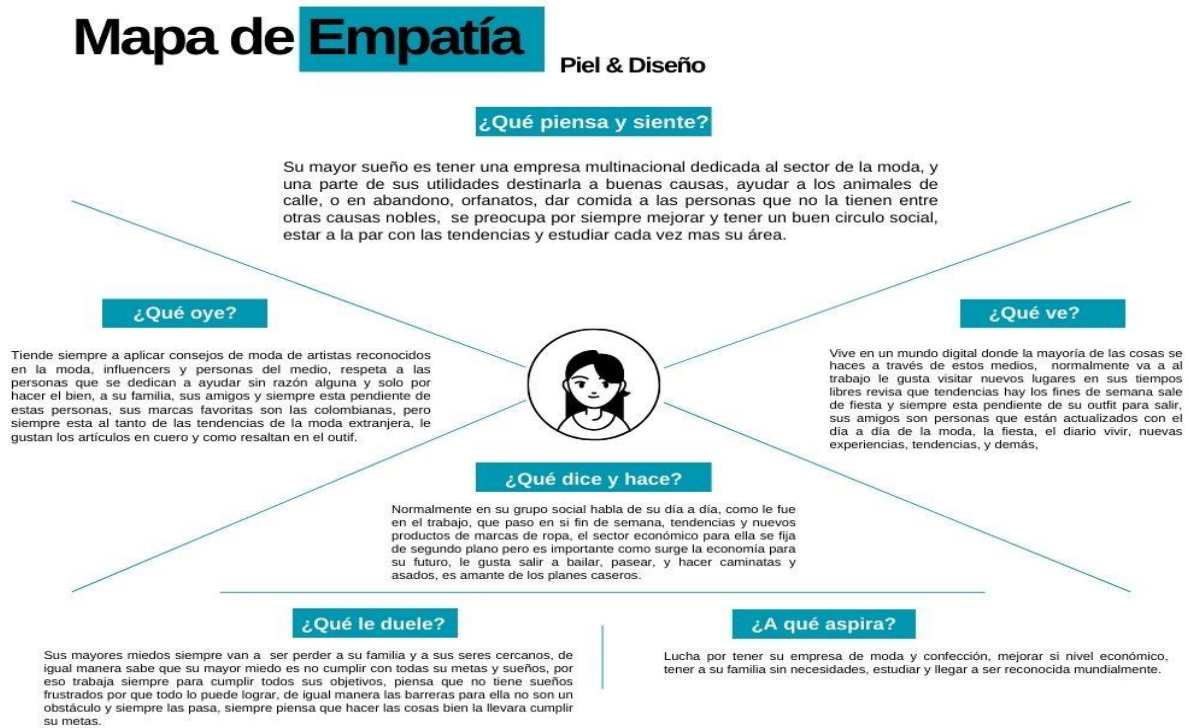 Mapa de Empatía
Piel & Diseño
¿Qué piensa y siente?
Su mayor sueño es tener una empresa multinacional dedicada al sector de la moda, y
una parte de sus utilidades destinarla a buenas causas, ayudar a los animales de
calle, o en abandono, orfanatos, dar comida a las personas que no la tienen entre
otras causas nobles, se preocupa por siempre mejorar y tener un buen circulo social,
estar a la par con las tendencias y estudiar cada vez mas su área.
¿Qué oye?
Tiende siempre a aplicar consejos de moda de artistas reconocidos
en la moda, influencers y personas del medio, respeta a las
personas que se dedican a ayudar sin razón alguna y solo por
hacer el bien, a su familia, sus amigos y siempre esta pendiente de
estas personas, sus marcas favoritas son las colombianas, pero
siempre esta al tanto de las tendencias de la moda extranjera, le
gustan los artículos en cuero y como resaltan en el outif.
¿Qué ve?
Vive en un mundo digital donde la mayoría de las cosas se
haces a través de estos medios, normalmente va a al
trabajo le gusta visitar nuevos lugares en sus tiempos
libres revisa que tendencias hay los fines de semana sale
de fiesta y siempre esta pendiente de su outfit para salir,
sus amigos son personas que están actualizados con el
día a día de la moda, la fiesta, el diario vivir, nuevas
experiencias, tendencias, y demás,
¿Qué dice y hace?
Normalmente en su grupo social habla de su día a día, como le fue
en el trabajo, que paso en si fin de semana, tendencias y nuevos
productos de marcas de ropa, el sector económico para ella se fija
de segundo plano pero es importante como surge la economía para
su futuro, le gusta salir a bailar, pasear, y hacer caminatas y
asados, es amante de los planes caseros.
¿Qué le duele?
Sus mayores miedos siempre van a ser perder a su familia y a sus seres cercanos, de
igual manera sabe que su mayor miedo es no cumplir con todas su metas y sueños, por
eso trabaja siempre para cumplir todos sus objetivos, piensa que no tiene sueños
frustrados por que todo lo puede lograr, de igual manera las barreras para ella no son un
obstáculo y siempre las pasa, siempre piensa que hacer las cosas bien la llevara cumplir
su metas.
¿A qué aspira?
Lucha por tener su empresa de moda y confección, mejorar si nivel económico,
tener a su familia sin necesidades, estudiar y llegar a ser reconocida mundialmente.